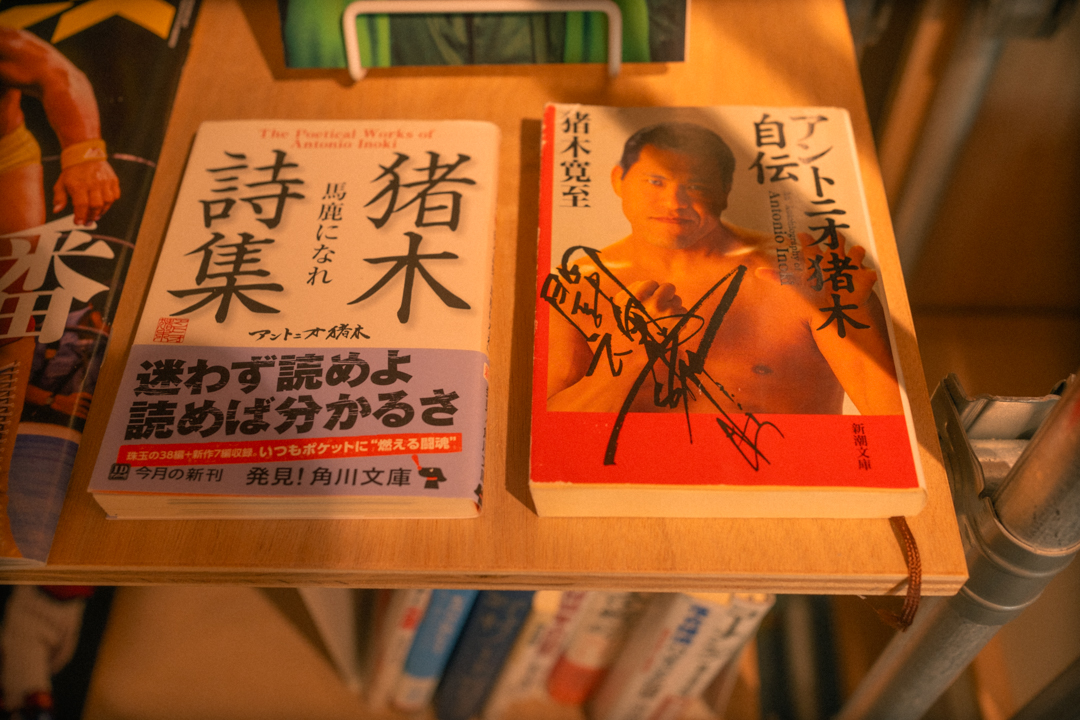 番
The Poetical Works of
Antonio Inoki
猪木
詩集
馬鹿になれ
アントニオ猪木
迷わず読めよ
読めば分かるさ
珠玉の38編+新作7編収録。いつもポケットに"燃える闘魂"
今月の新刊 発見!角川文庫
アントニオ猪木
自伝
Antonio Inoki
猪木寛至
新潮文庫